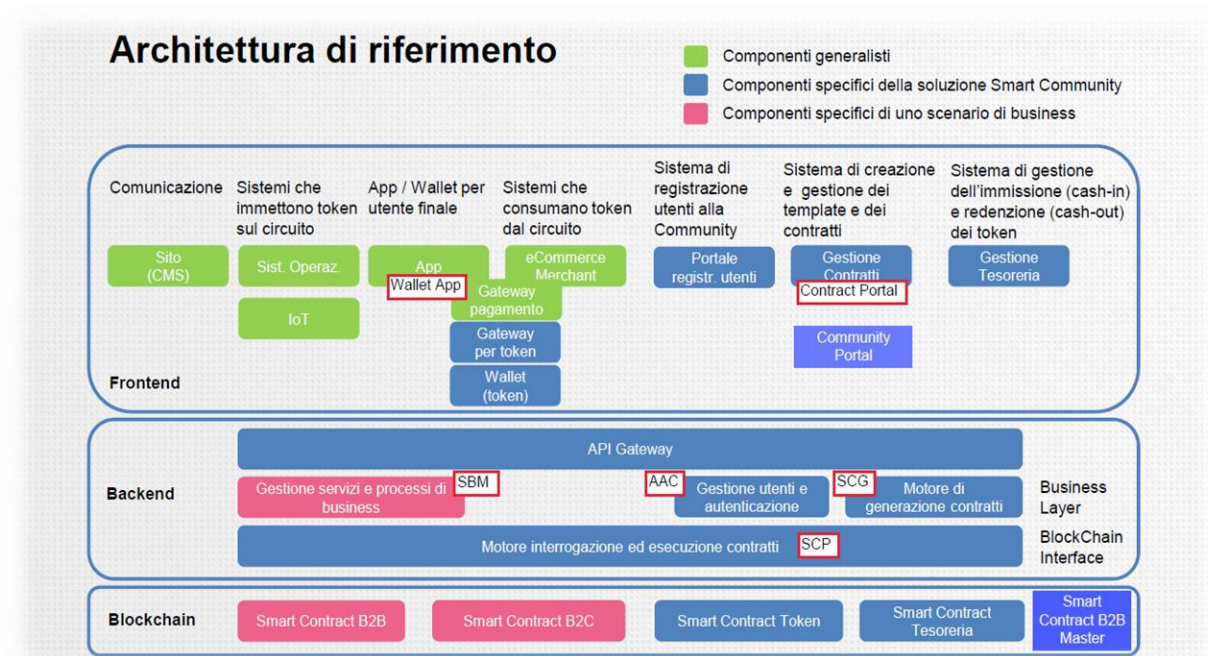 Architettura di riferimento
Componenti generalisti
Componenti specifici della soluzione Smart Community
Componenti specifici di uno scenario di business
Comunicazione
Sistemi che
immettono token
sul circuito
App / Wallet per
utente finale
Sistemi che
consumano token
dal circuito
Sistema di
registrazione
utenti alla
Community
Sistema di creazione
e gestione dei
template e dei
contratti
Sistema di gestione
dell'immissione (cash-in)
e redenzione (cash-out)
dei token
Sito
(CMS)
Sist. Operaz.
App
eCommerce
Merchant
Portale
registr. utenti
Gestione
Contratti
Gestione
Tesoreria
Wallet App
Contract Portal
IoT
Gateway
pagamento
Gateway
per token
Community
Portal
Wallet
(token)
Frontend
API Gateway
Backend
Gestione servizi e processi di
business
SBM
AAC
Gestione utenti e
autenticazione
SCG
Motore di
generazione contratti
Business
Layer
Motore interrogazione ed esecuzione contratti
SCP
BlockChain
Interface
Blockchain
Smart Contract B2B
Smart Contract B2C
Smart Contract Token
Smart Contract
Tesoreria
Smart
Contract B2B
Master